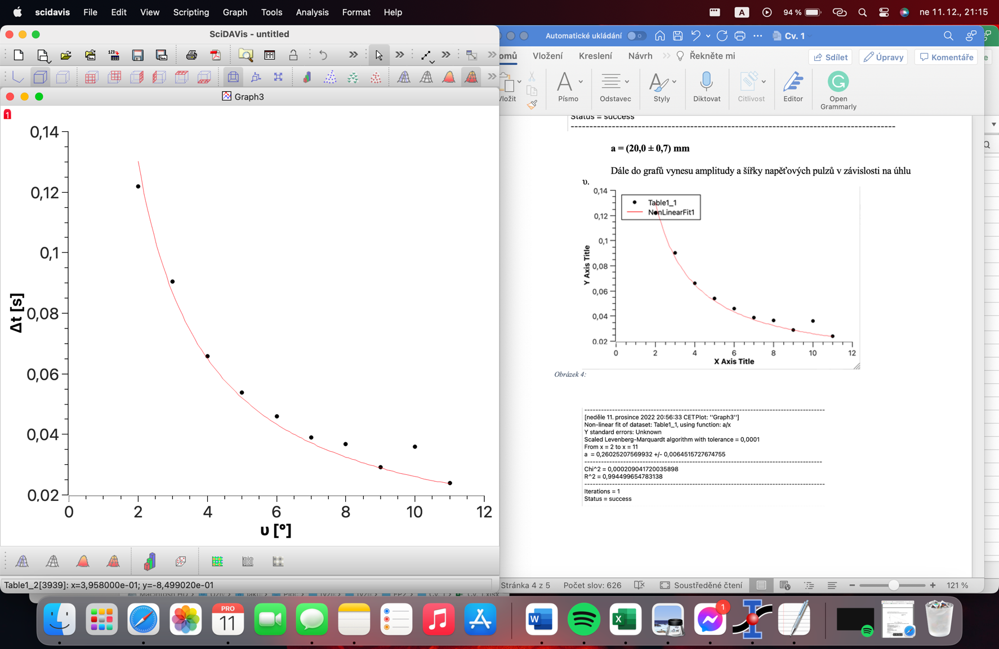 scidavis File Edit View Scripting Graph Tools Analysis Format Help
A 94 % ne 11. 12., 21:15
SciDAVis - untitled
Graph3
1
0,14
0,12
0,1
0,08
0,06
0,04
0,02
Δt [s]
0 2 4 6 8 10 12
υ [°]
Table1_2[3939]: x=3,958000e-01; y=-8,499020e-01
Automatické ukládání
Cv. 1
omů Vložení Kreslení Návrh Řekněte mi
Sdílet Úpravy Komentáře
ložit Písmo Odstavec Styly Diktovat Citlivost Editor Open Grammarly
Status = success
a = (20,0 ± 0,7) mm
Dále do grafů vynesu amplitudy a šířky napěťových pulzů v závislosti na úhlu
υ.
Table1_1
NonLinearFit1
0,14
0,12
0,1
0,08
0,06
0,04
0.02
Y Axis Title
0 2 4 6 8 10 12
X Axis Title
Obrázek 4:
[neděle 11. prosince 2022 20:56:33 CETPlot: ''Graph3'']
Non-linear fit of dataset: Table1_1, using function: a/x
Y standard errors: Unknown
Scaled Levenberg-Marquardt algorithm with tolerance = 0,0001
From x = 2 to x = 11
a = 0,26025207569932 +/- 0,0064515727674755
Chi^2 = 0,000209041720035898
R^2 = 0,994499654783138
Iterations = 1
Status = success
Stránka 4 z 5 Počet slov: 626 Soustředěné čtení 121 %
PRO
11
1